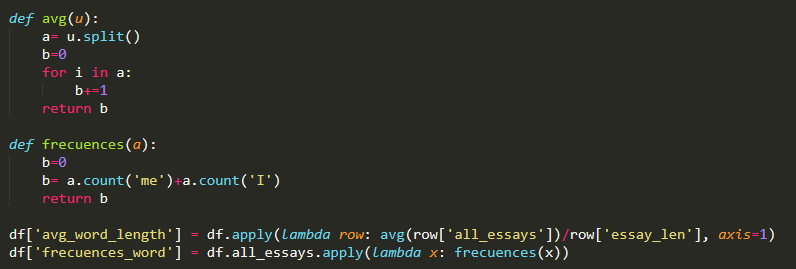 def avg(u):
    a= u.split()
    b=0
    for i in a:
        b+=1
    return b

def frecuences(a):
    b=0
    b= a.count('me')+a.count('I')
    return b

df['avg_word_length'] = df.apply(lambda row: avg(row['all_essays'])/row['essay_len'], axis=1)
df['frecuences_word'] = df.all_essays.apply(lambda x: frecuences(x))